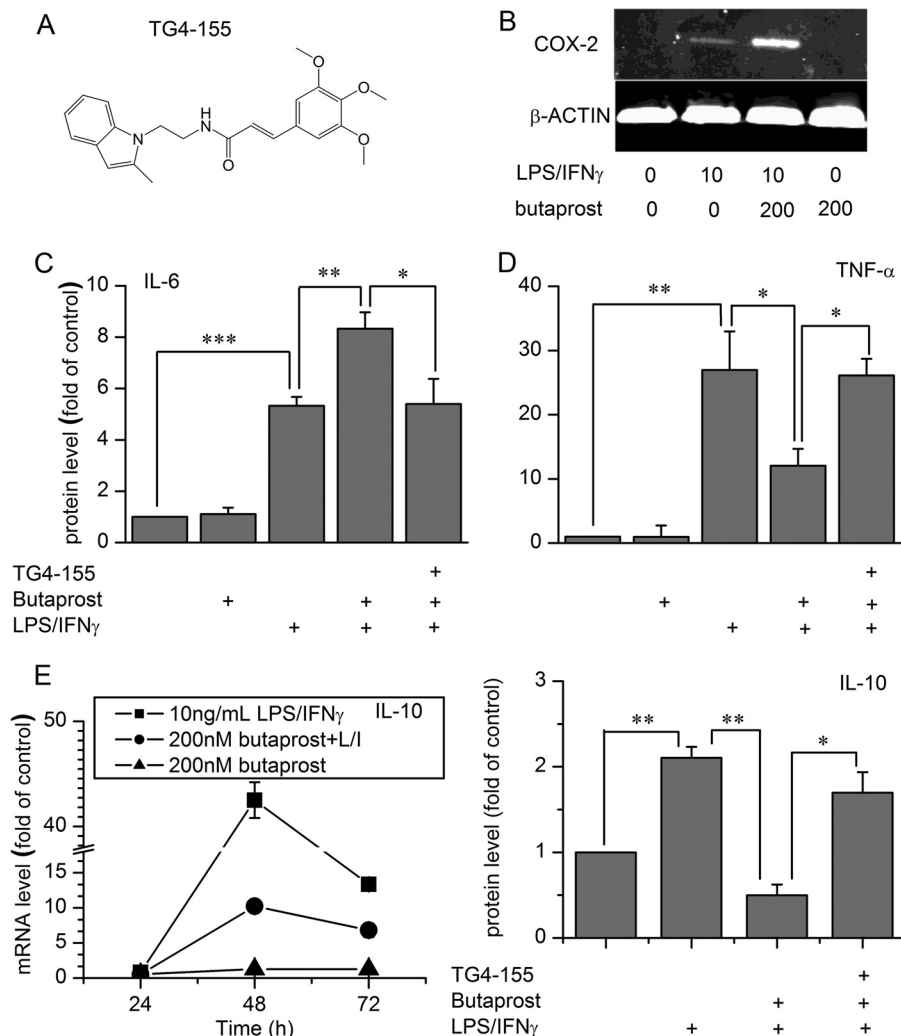 A
TG4-155
O
O
O
H
N
N
O
B
COX-2
β-ACTIN
LPS/IFNγ 0 10 10 0
butaprost 0 0 200 200
C
IL-6
protein level (fold of control)
10
8
6
4
2
0
***
**
*
TG4-155 +
Butaprost + + +
LPS/IFNγ + + +
D
TNF-α
40
30
20
10
0
**
*
*
+
+ + +
+ + +
E
IL-10
10ng/mL LPS/IFNγ
200nM butaprost+L/I
200nM butaprost
mRNA level (fold of control)
50
40
15
10
5
0
24 48 72
Time (h)
IL-10
protein level (fold of control)
3
2
1
0
**
**
*
TG4-155 +
Butaprost + +
LPS/IFNγ + + +